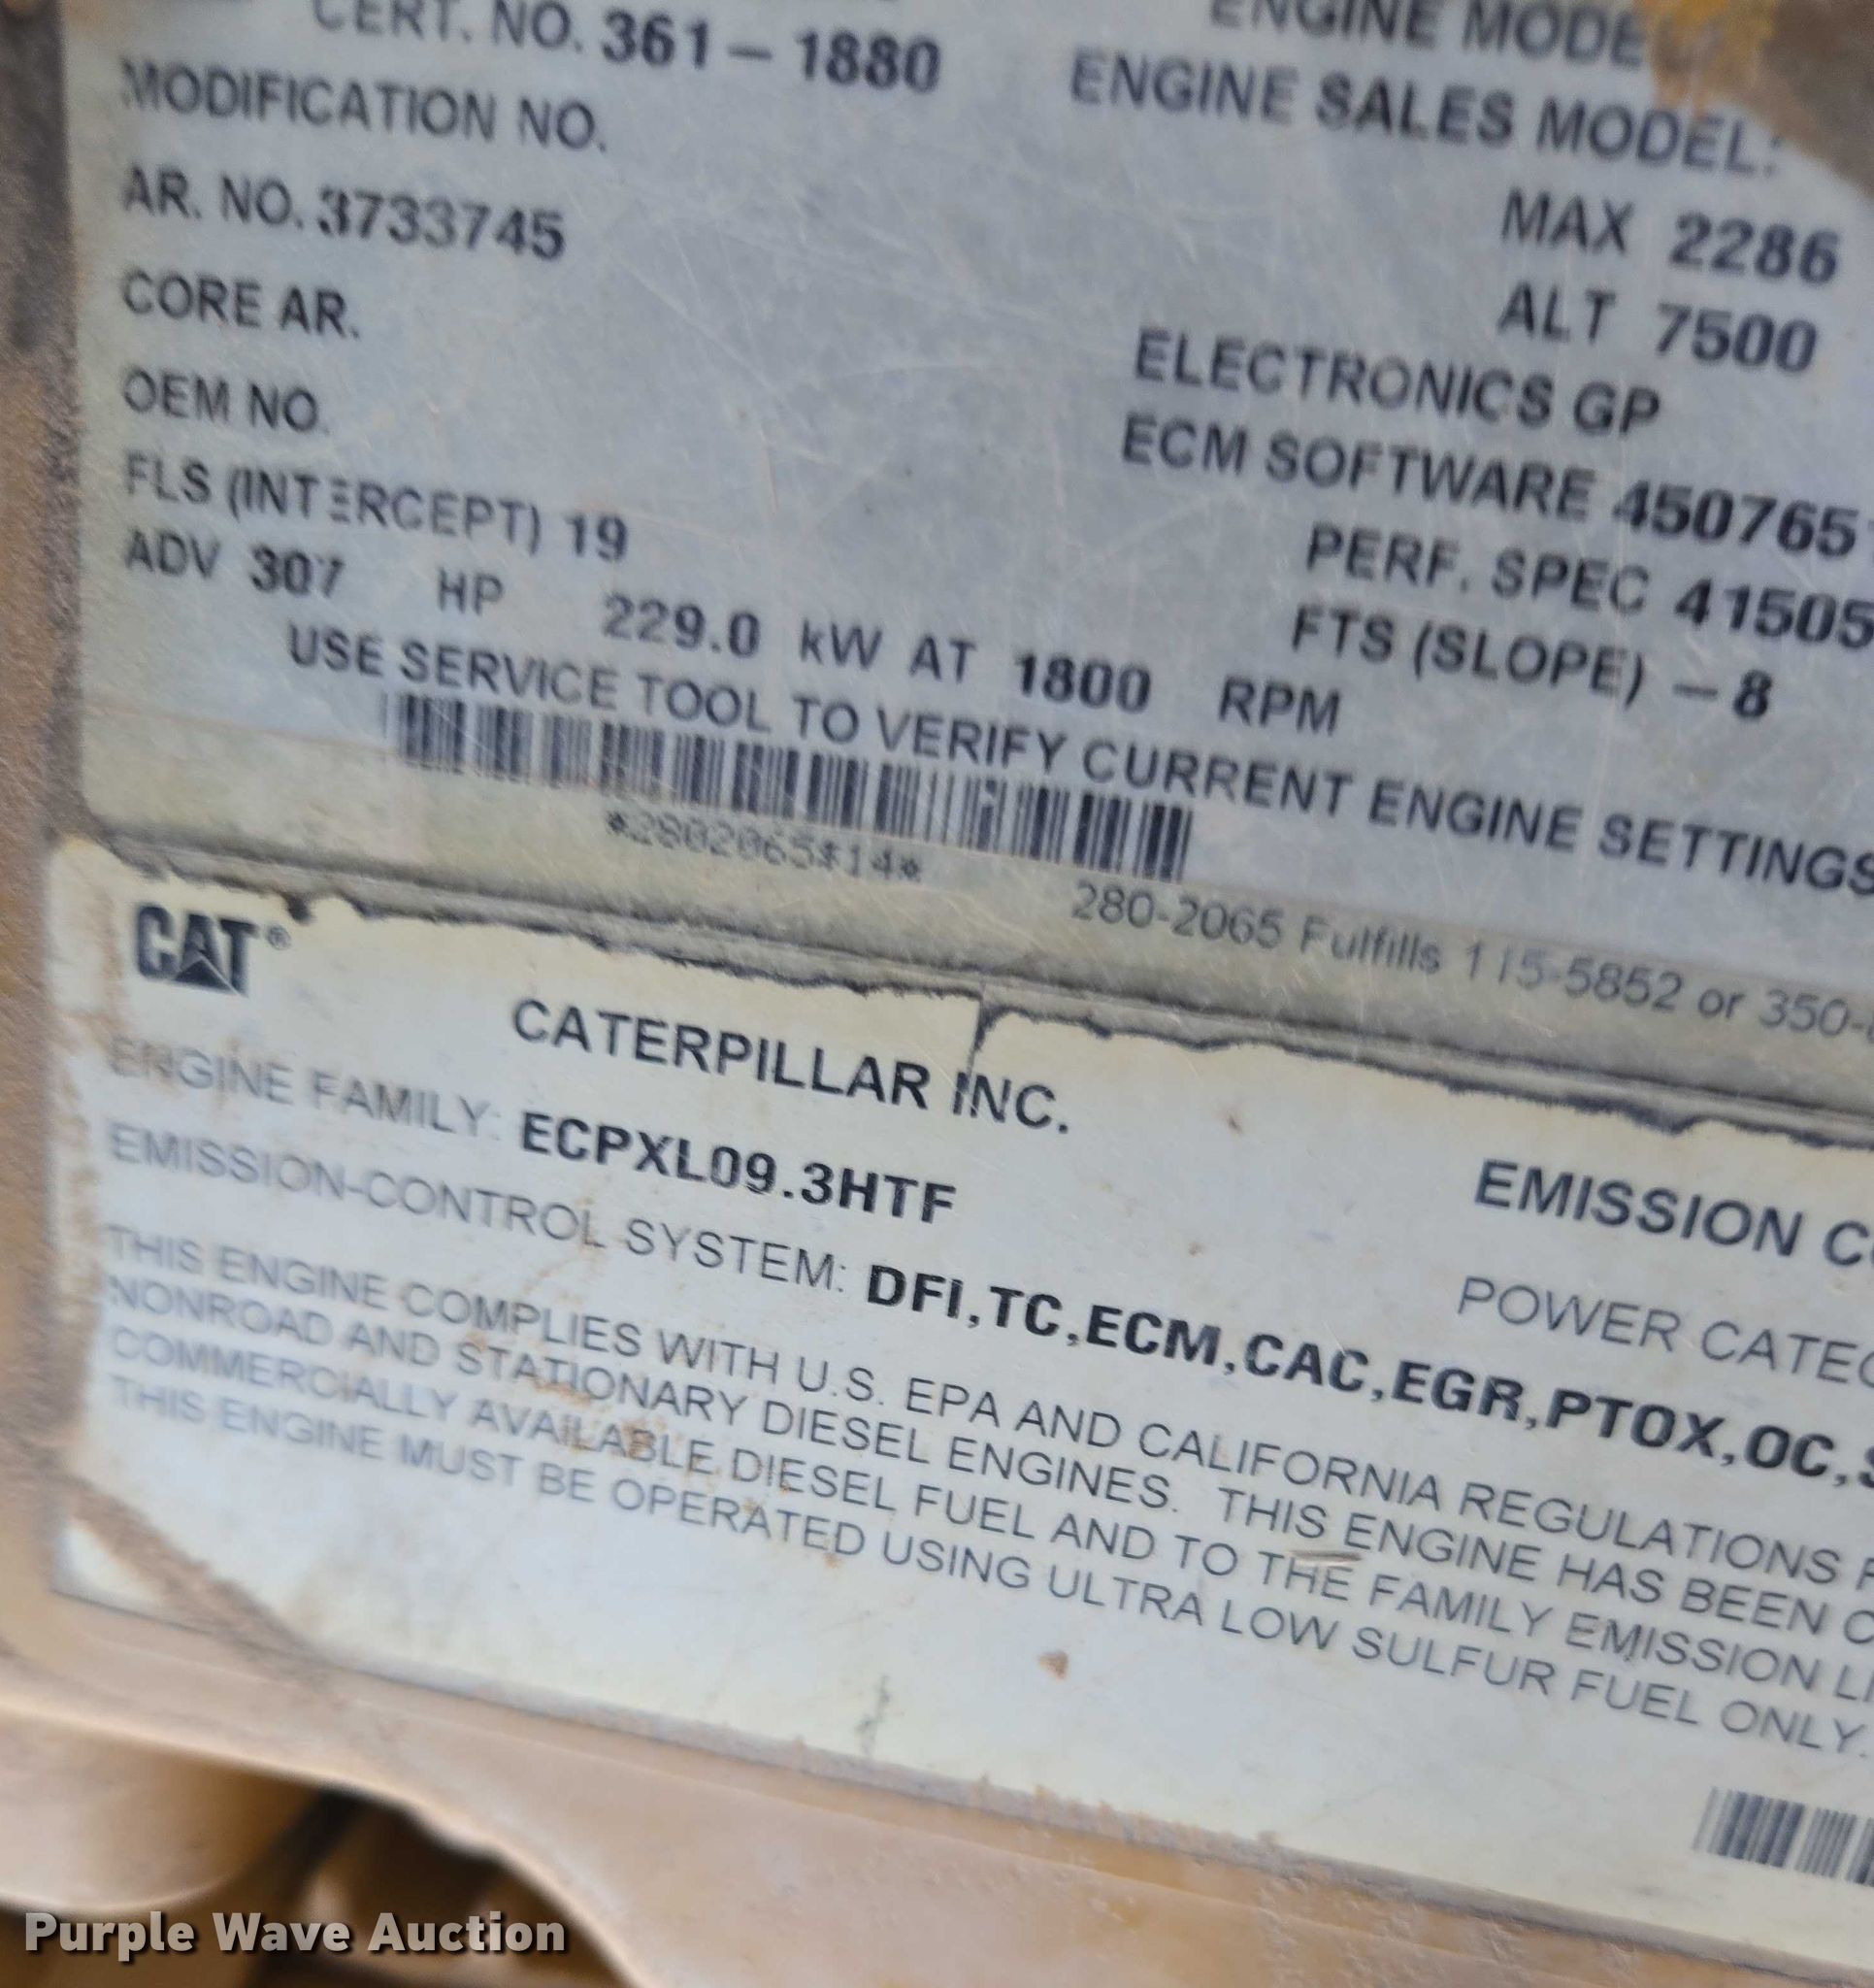 CERT. NO. 361-1880
MODIFICATION NO.
AR. NO. 3733745
CORE AR.
OEM NO.
FLS (INTERCEPT) 19
ADV 307 HP 229.0 kW AT 1800 RPM
ENGINE MODEL
ENGINE SALES MODEL:
MAX 2286
ALT 7500
ELECTRONICS GP
ECM SOFTWARE 450765
PERF. SPEC 41505
FTS (SLOPE) -8
USE SERVICE TOOL TO VERIFY CURRENT ENGINE SETTINGS
*2802065$14*
280-2065 Fulfills 115-5852 or 350-
CAT®
CATERPILLAR INC.
EMISSION C
ENGINE FAMILY: ECPXL09.3HTF
POWER CATEG
EMISSION-CONTROL SYSTEM: DFI,TC,ECM,CAC,EGR,PTOX,OC,
THIS ENGINE COMPLIES WITH U.S. EPA AND CALIFORNIA REGULATIONS F
NONROAD AND STATIONARY DIESEL ENGINES. THIS ENGINE HAS BEEN C
COMMERCIALLY AVAILABLE DIESEL FUEL AND TO THE FAMILY EMISSION LI
THIS ENGINE MUST BE OPERATED USING ULTRA LOW SULFUR FUEL ONLY.
Purple Wave Auction